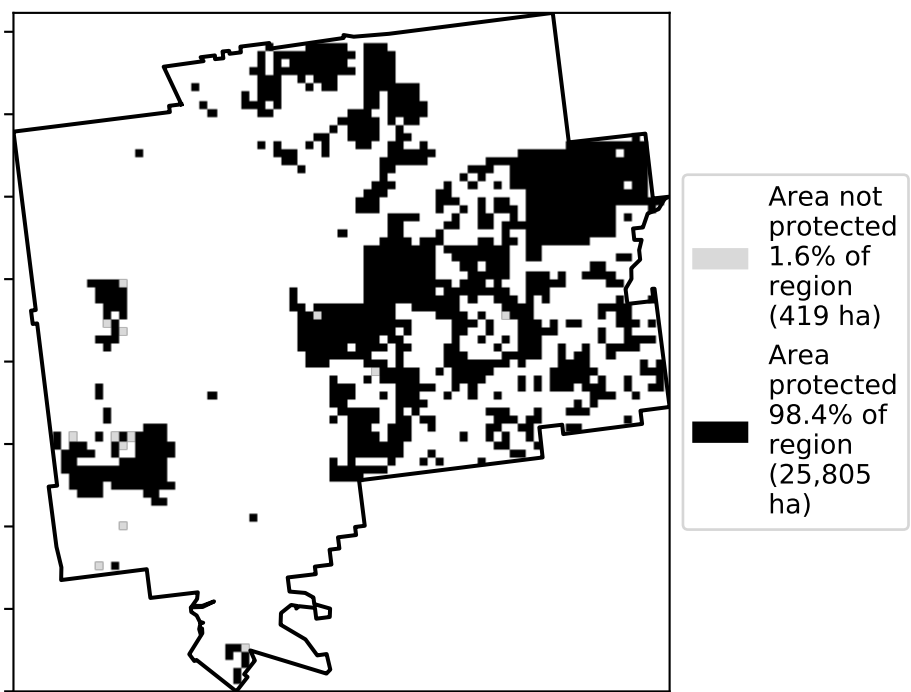 Area not
protected
1.6% of
region
(419 ha)
Area
protected
98.4% of
region
(25,805
ha)